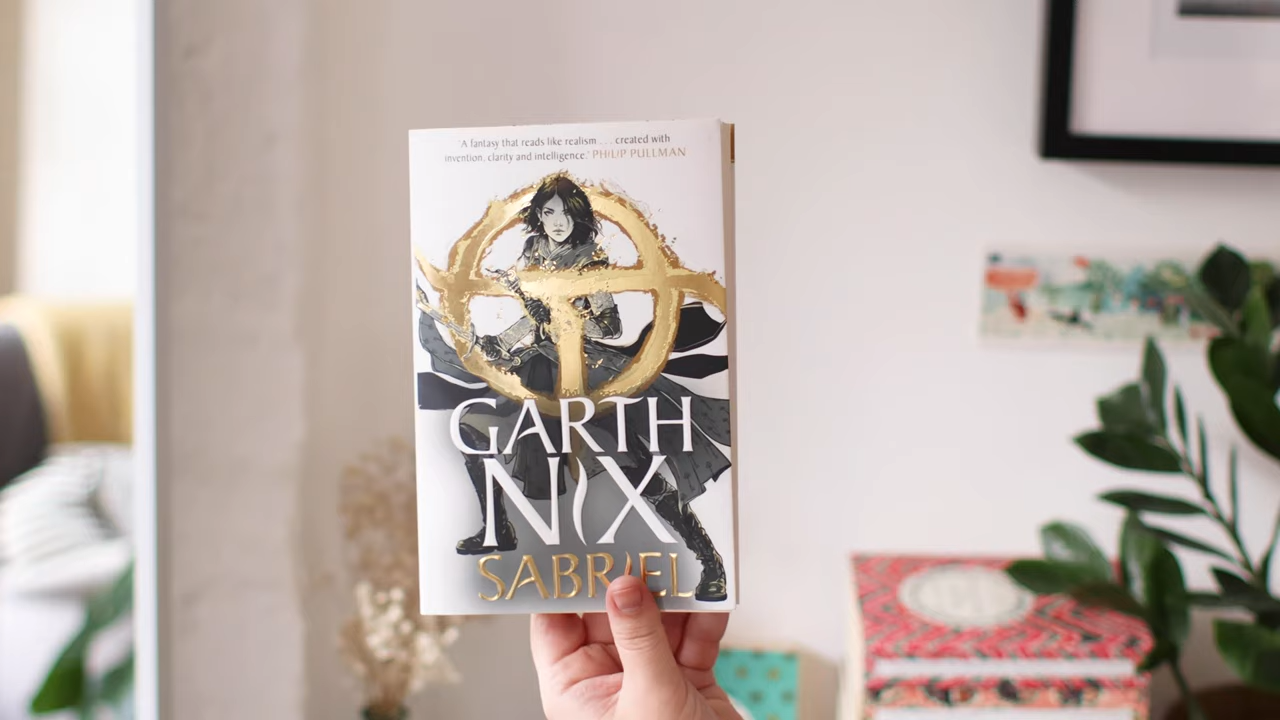 A fantasy that reads like realism . . . created with
invention, clarity and intelligence.' PHILIP PULLMAN
GARTH
NIX
SABRIEL